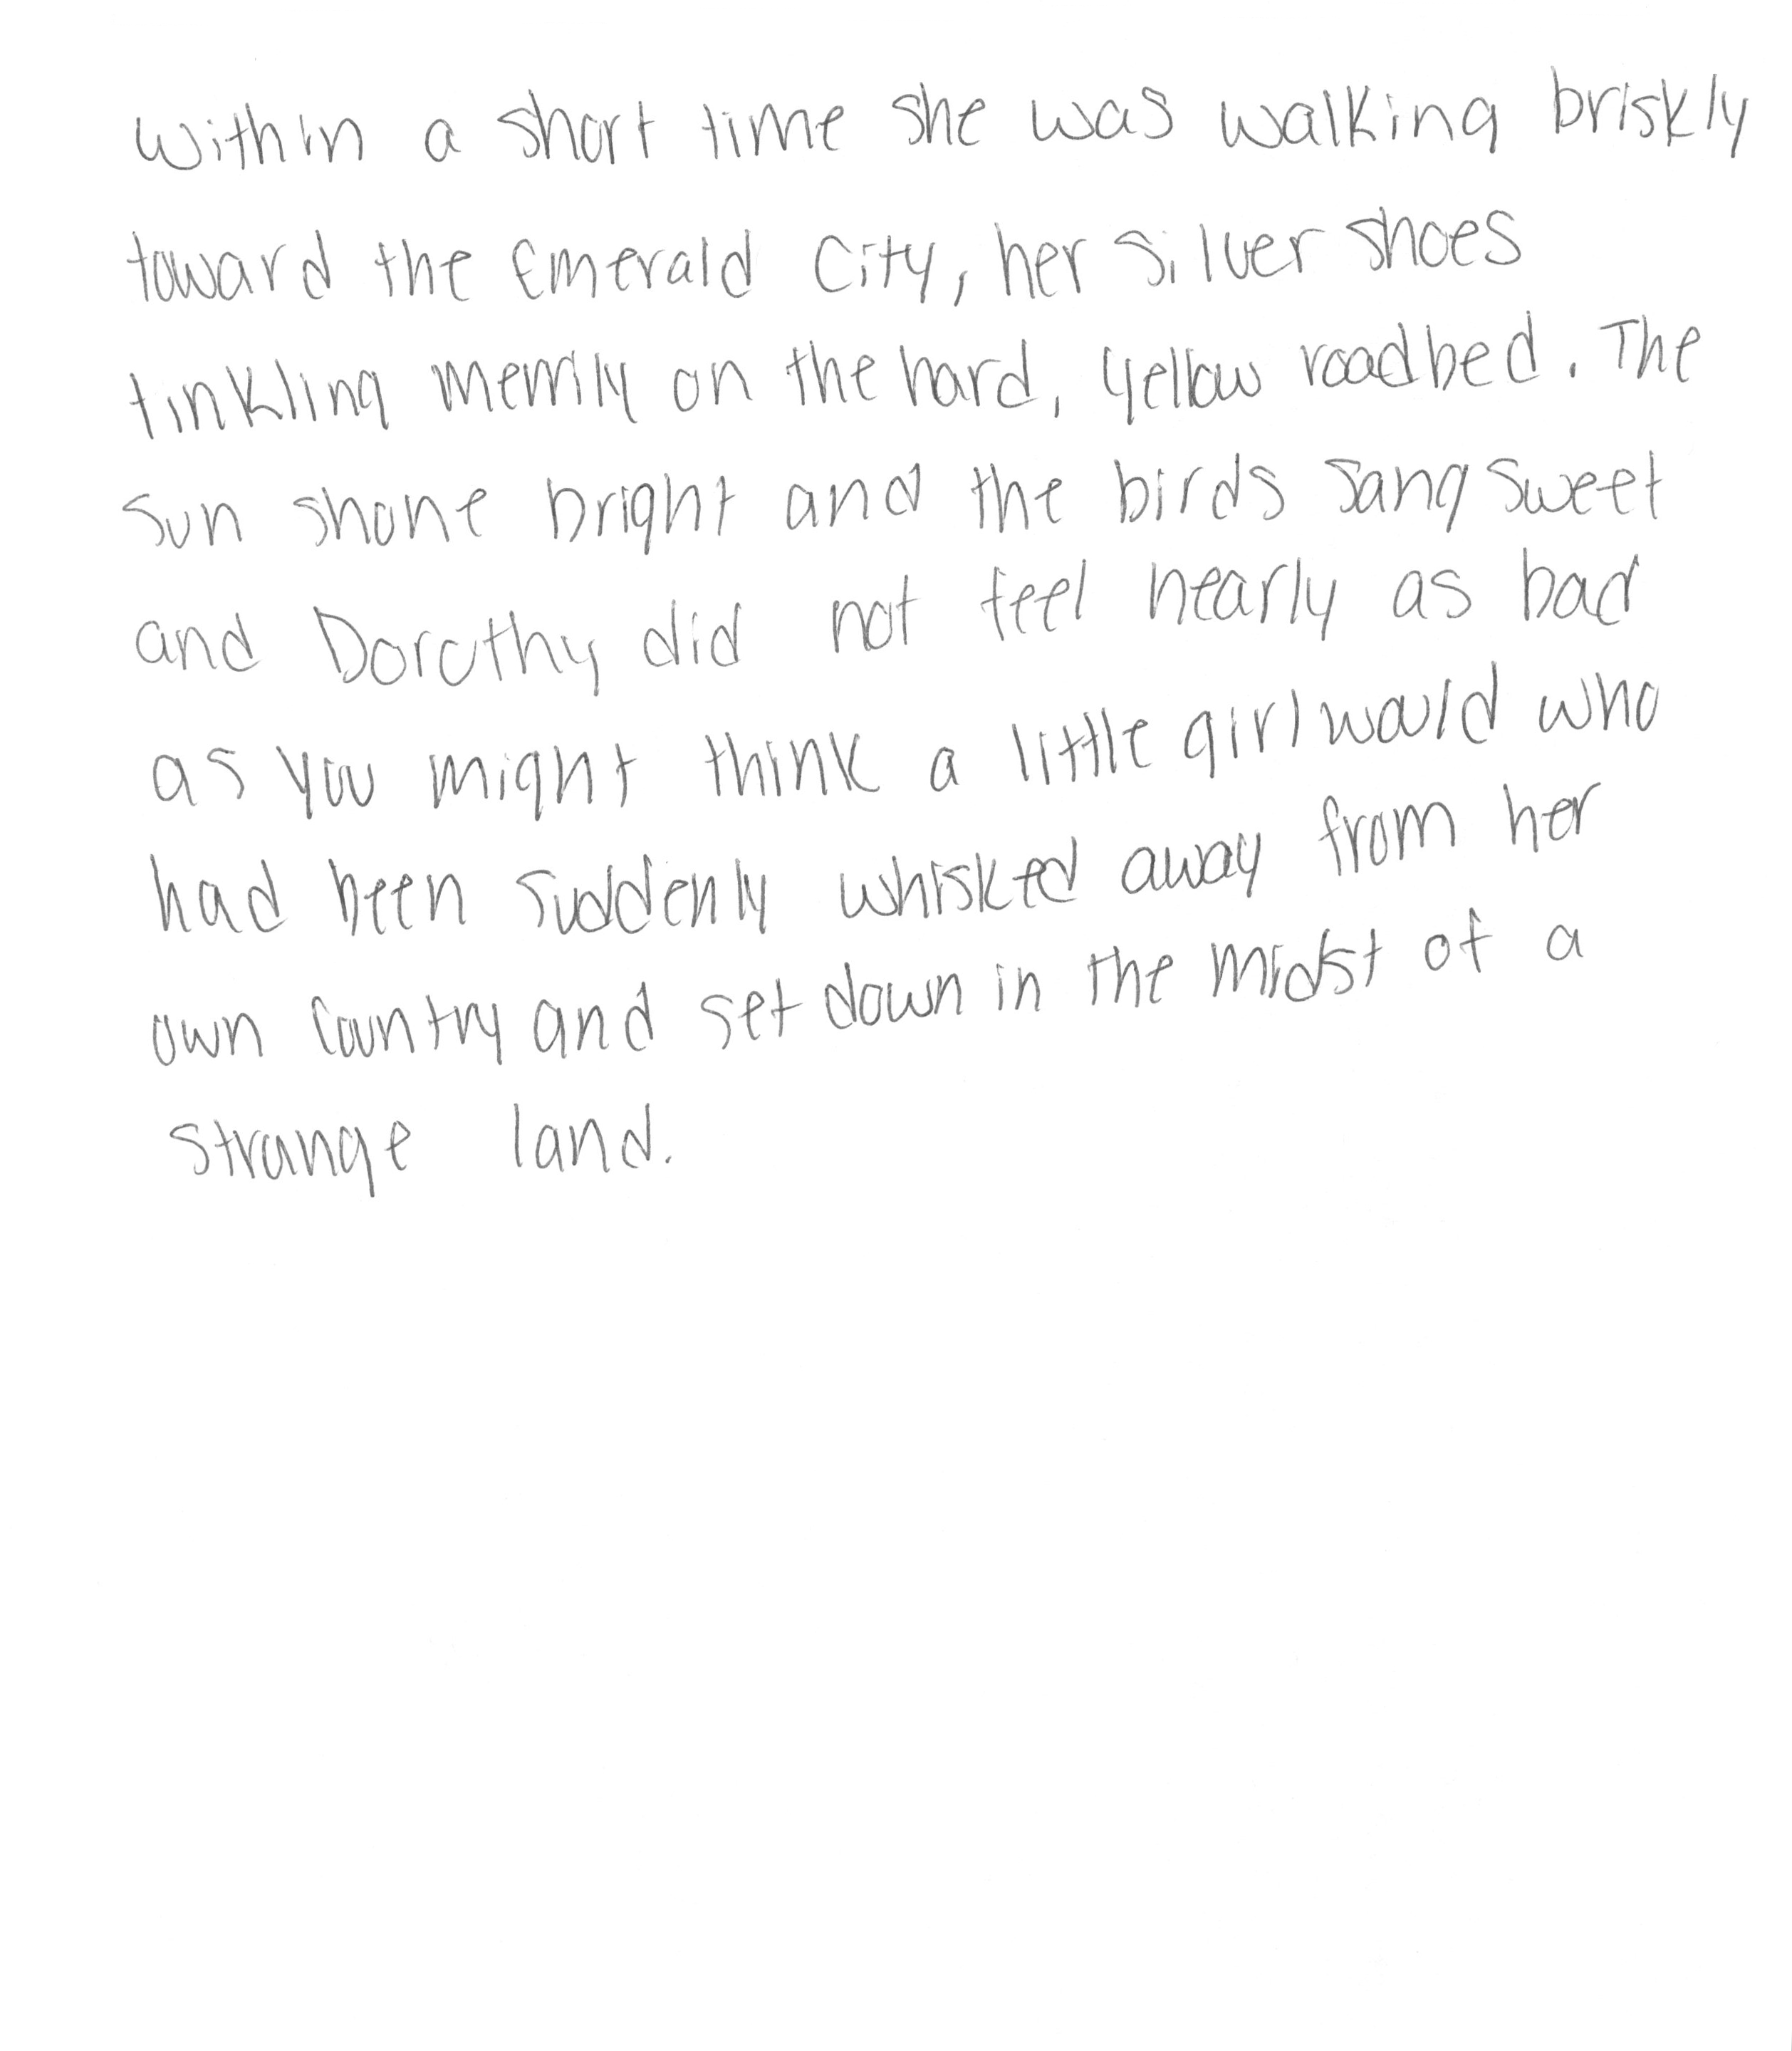 Within a short time she was walking briskly
toward the Emerald City, her silver shoes
tinkling merrily on the hard, yellow roadbed. The
sun shone bright and the birds sang sweet
and Dorothy did not feel nearly as bad
as you might think a little girl would who
had been suddenly whisked away from her
own country and set down in the midst of a
strange land.